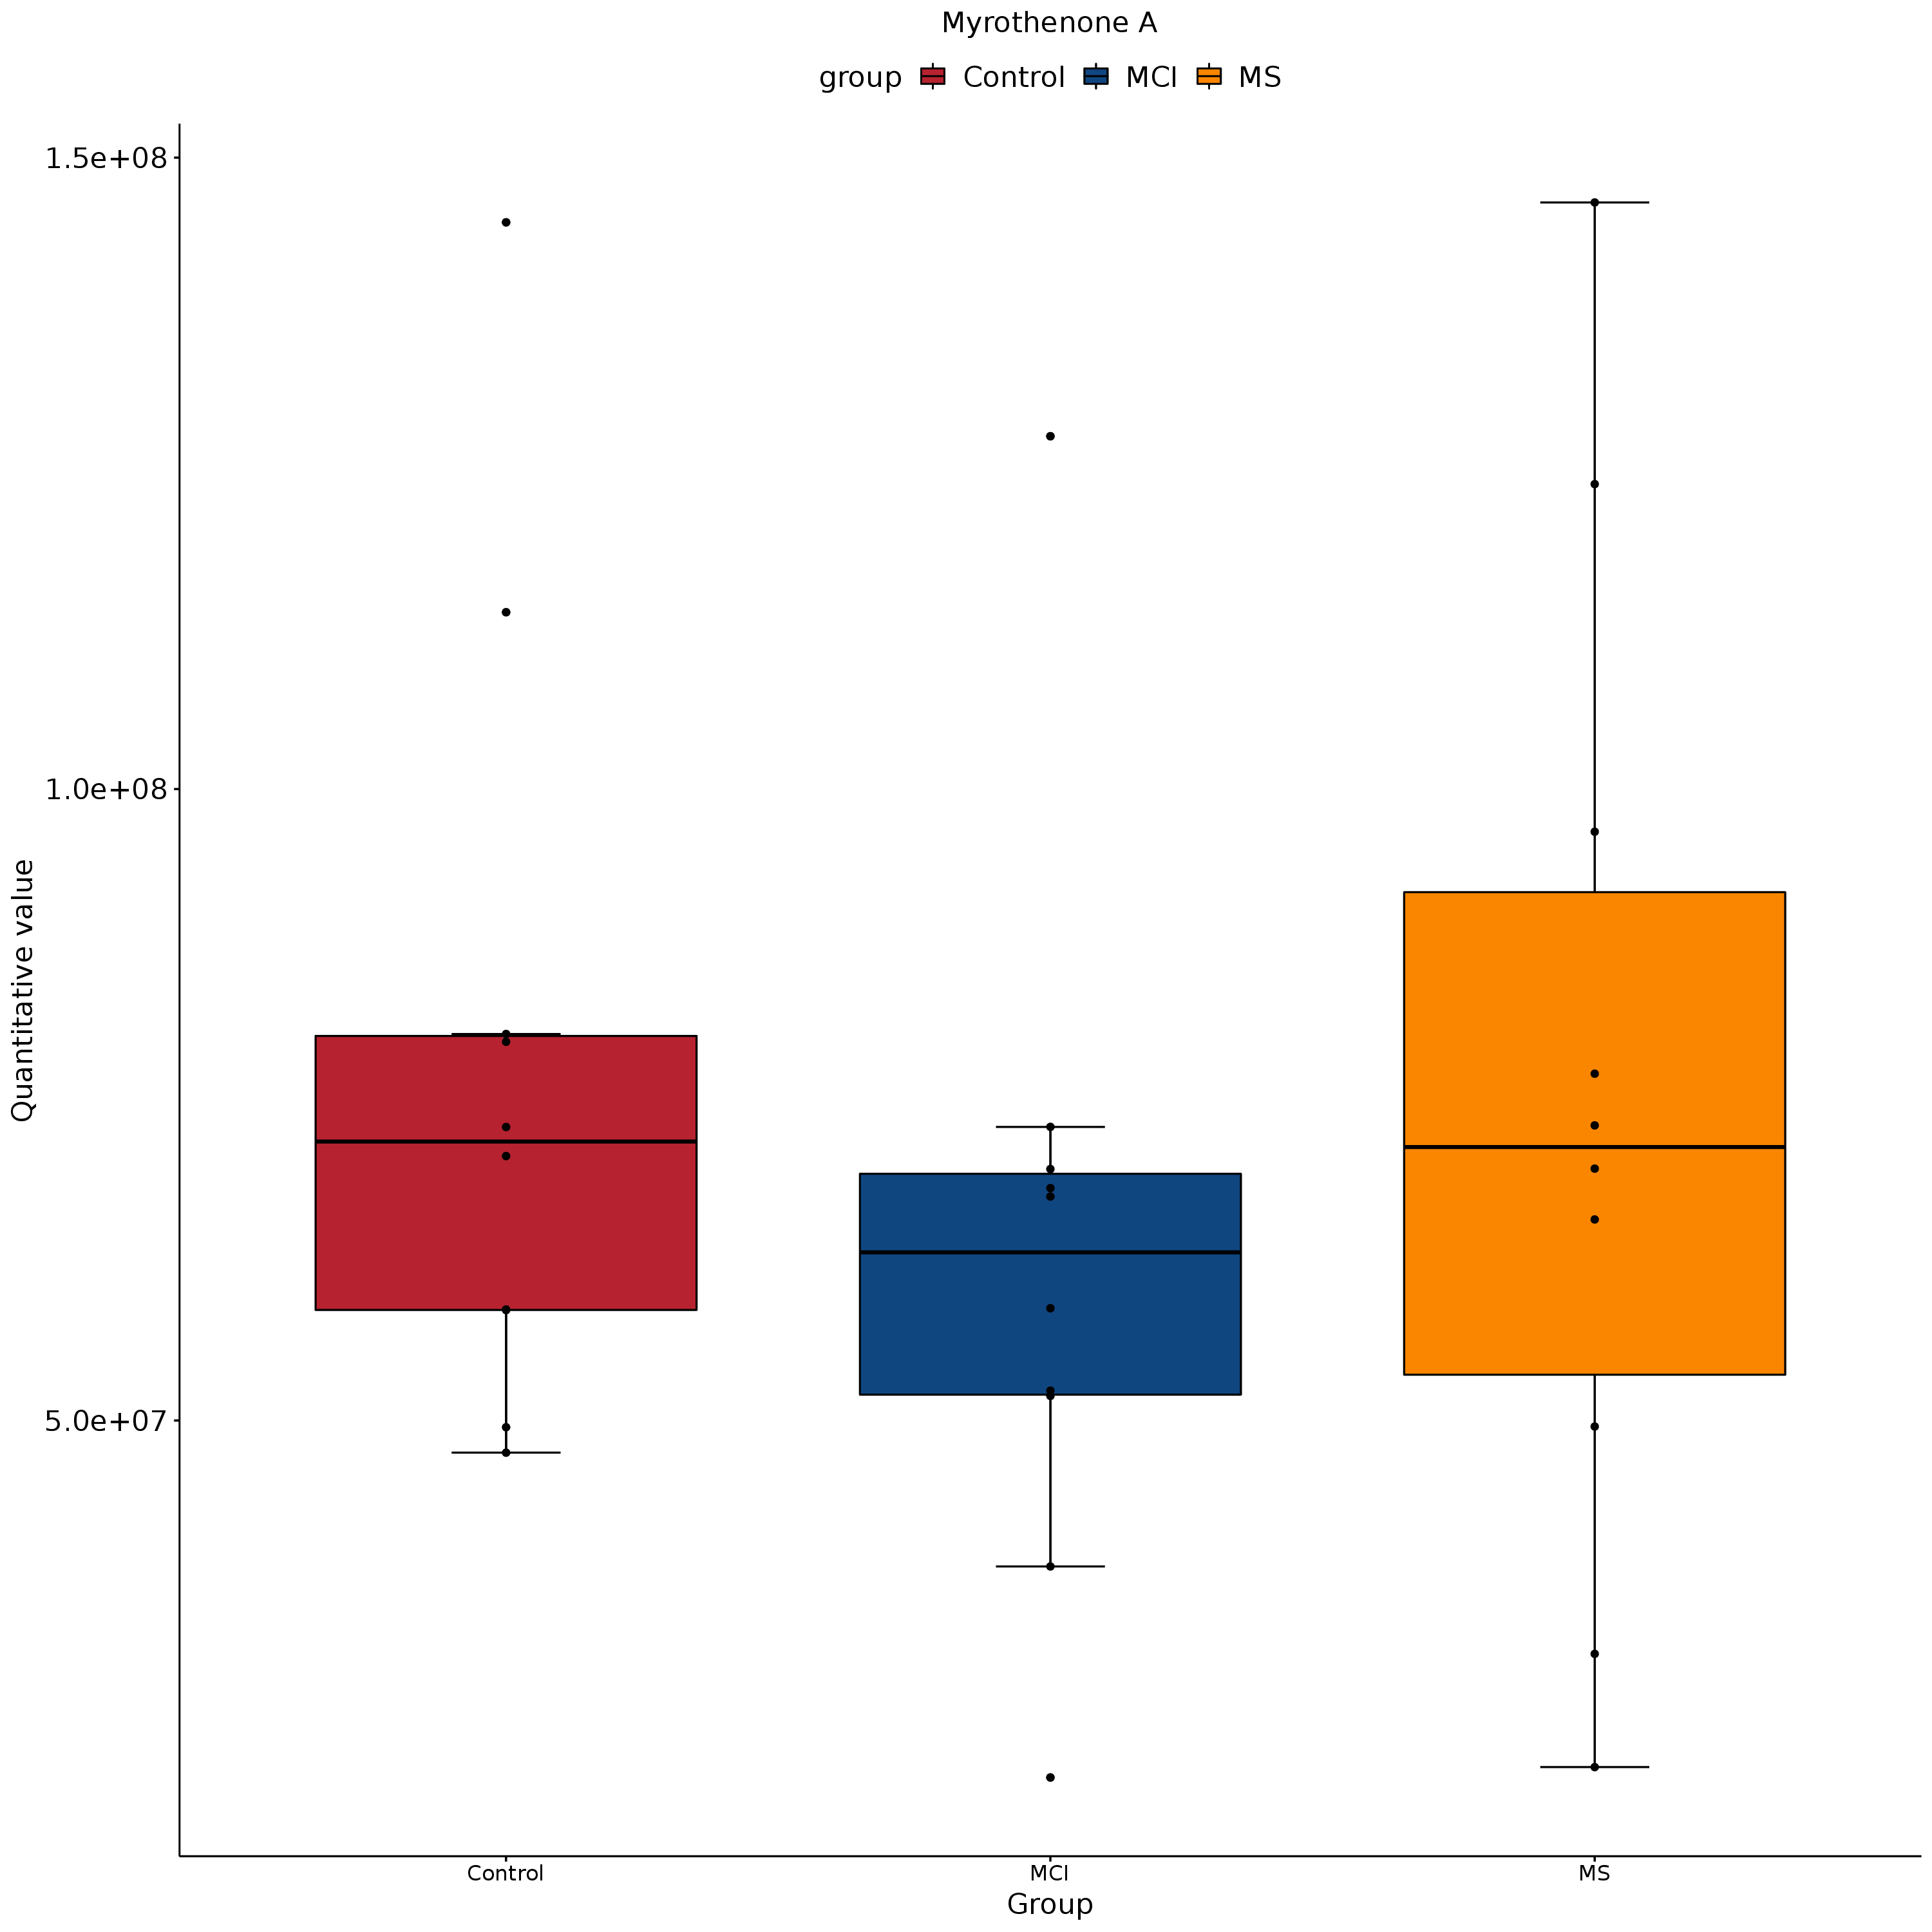 Myrothenone A
group Control MCI MS
1.5e+08
1.0e+08
5.0e+07
Quantitative value
Control MCI MS
Group